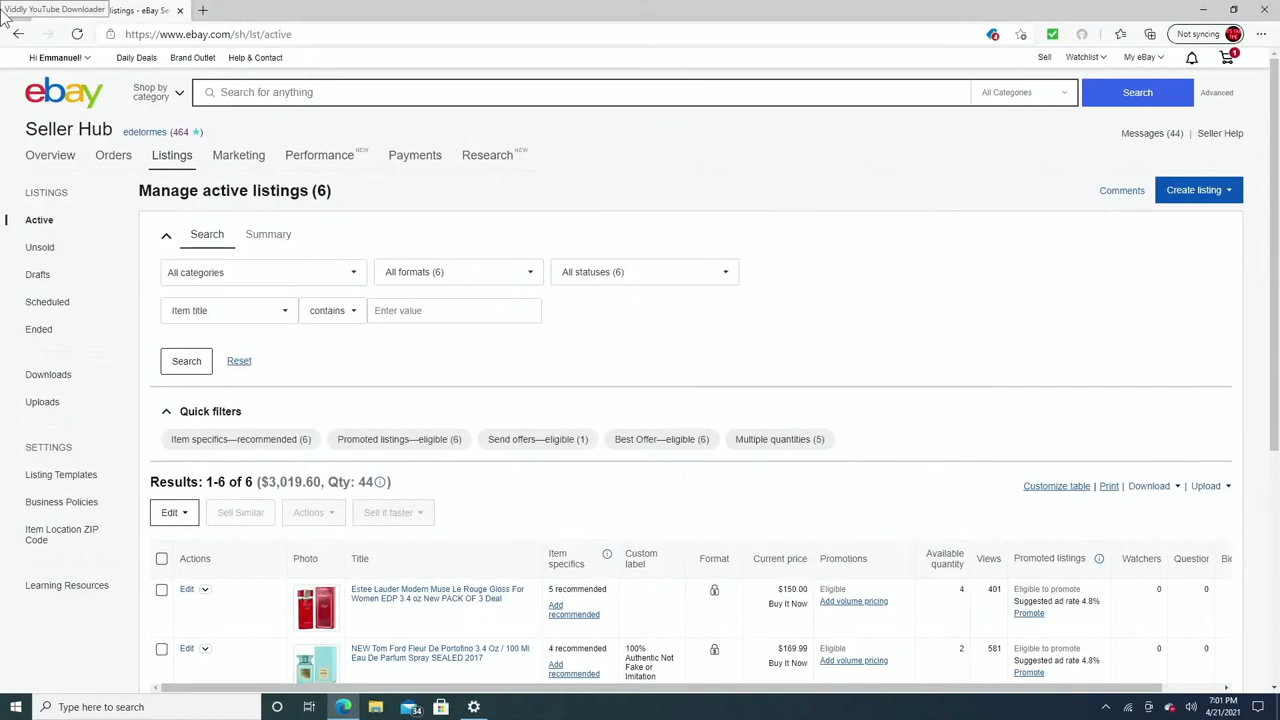 Viddly YouTube Downloader
listings - eBay Se
https://www.ebay.com/sh/lst/active
Not syncing
Hi Emmanuel!
Daily Deals
Brand Outlet
Help & Contact
Sell
Watchlist
My eBay
1
ebay
Shop by category
Search for anything
All Categories
Search
Advanced
Seller Hub
edelormes (464 ★)
Messages (44) | Seller Help
Overview
Orders
Listings
Marketing
Performance NEW
Payments
Research NEW
LISTINGS
Active
Unsold
Drafts
Scheduled
Ended
Downloads
Uploads
SETTINGS
Listing Templates
Business Policies
Item Location ZIP
Code
Learning Resources
Manage active listings (6)
Comments
Create listing
Search
Summary
All categories
All formats (6)
All statuses (6)
Item title
contains
Enter value
Search
Reset
Quick filters
Item specifics—recommended (6)
Promoted listings—eligible (6)
Send offers—eligible (1)
Best Offer—eligible (6)
Multiple quantities (5)
Results: 1-6 of 6 ($3,019.60, Qty: 44)
Customize table | Print | Download | Upload
Edit
Sell Similar
Actions
Sell it faster
Actions
Photo
Title
Item specifics
Custom label
Format
Current price
Promotions
Available quantity
Views
Promoted listings
Watchers
Question
Bid
Edit
Estee Lauder Modern Muse Le Rouge Gloss For
Women EDP 3.4 oz New PACK OF 3 Deal
5 recommended
Add
recommended
$150.00
Buy It Now
Eligible
Add volume pricing
4
401
Eligible to promote
Suggested ad rate 4.8%
Promote
0
0
Edit
NEW Tom Ford Fleur De Portofino 3.4 Oz / 100 Ml
Eau De Parfum Spray SEALED 2017
4 recommended
Add
recommended
100%
Authentic Not
Fake or
Imitation
$169.99
Buy It Now
Eligible
Add volume pricing
2
581
Eligible to promote
Suggested ad rate 4.8%
Promote
0
0
Type here to search
34
7:01 PM
4/21/2021